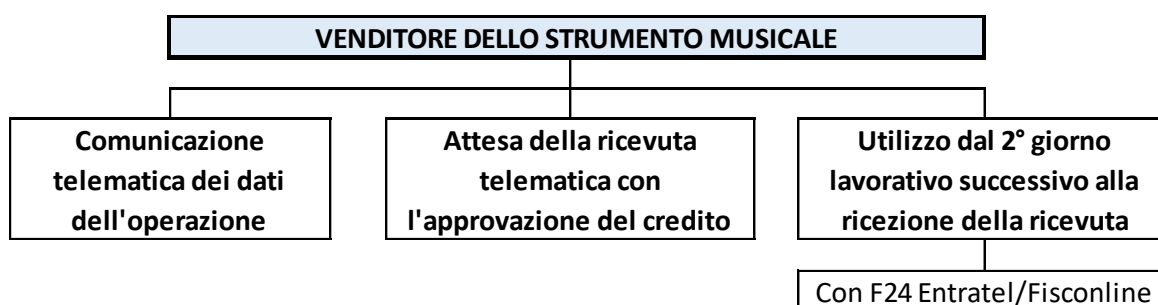 VENDITORE DELLO STRUMENTO MUSICALE
Comunicazione
telematica dei dati
dell'operazione
Attesa della ricevuta
telematica con
l'approvazione del credito
Utilizzo dal 2° giorno
lavorativo successivo alla
ricezione della ricevuta
Con F24 Entratel/Fisconline